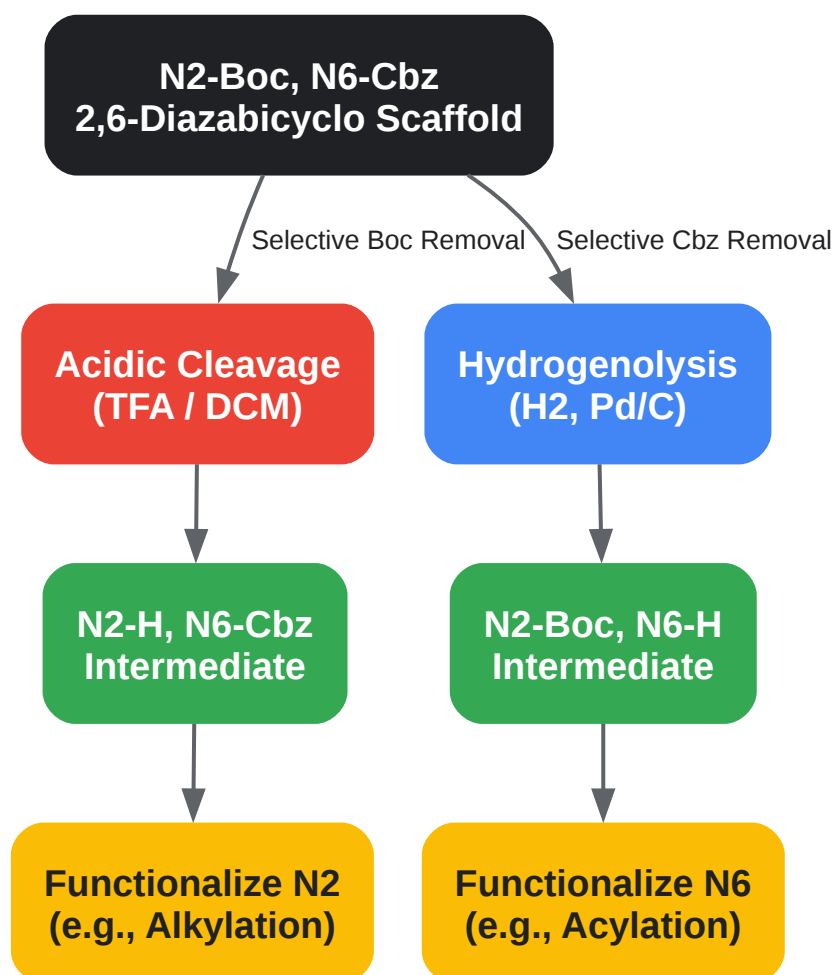 N2-Boc, N6-Cbz
2,6-Diazabicyclo Scaffold
Selective Boc Removal
Selective Cbz Removal
Acidic Cleavage
(TFA / DCM)
Hydrogenolysis
(H2, Pd/C)
N2-H, N6-Cbz
Intermediate
N2-Boc, N6-H
Intermediate
Functionalize N2
(e.g., Alkylation)
Functionalize N6
(e.g., Acylation)